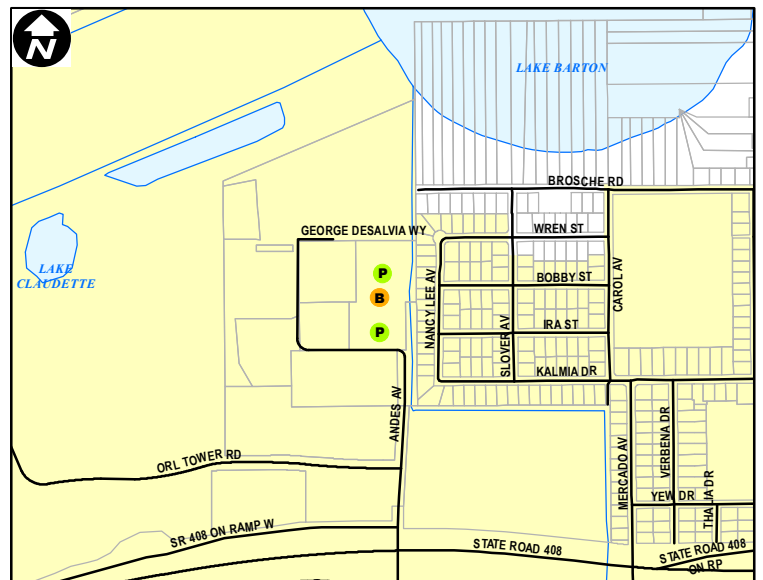 N
LAKE BARTON
BROSCHE RD
GEORGE DESALVIA WY
WREN ST
LAKE
CLAUDETTE
P
BOBBY ST
B
NANCY LEE AV
CAROL AV
IRA ST
P
SLOVER AV
KALMIA DR
ANDES AV
ORL TOWER RD
MERCADO AV
VERBENA DR
THALIA DR
YEW DR
SR 408 ON RAMP W
STATE ROAD 408
STATE ROAD 408
ON RP